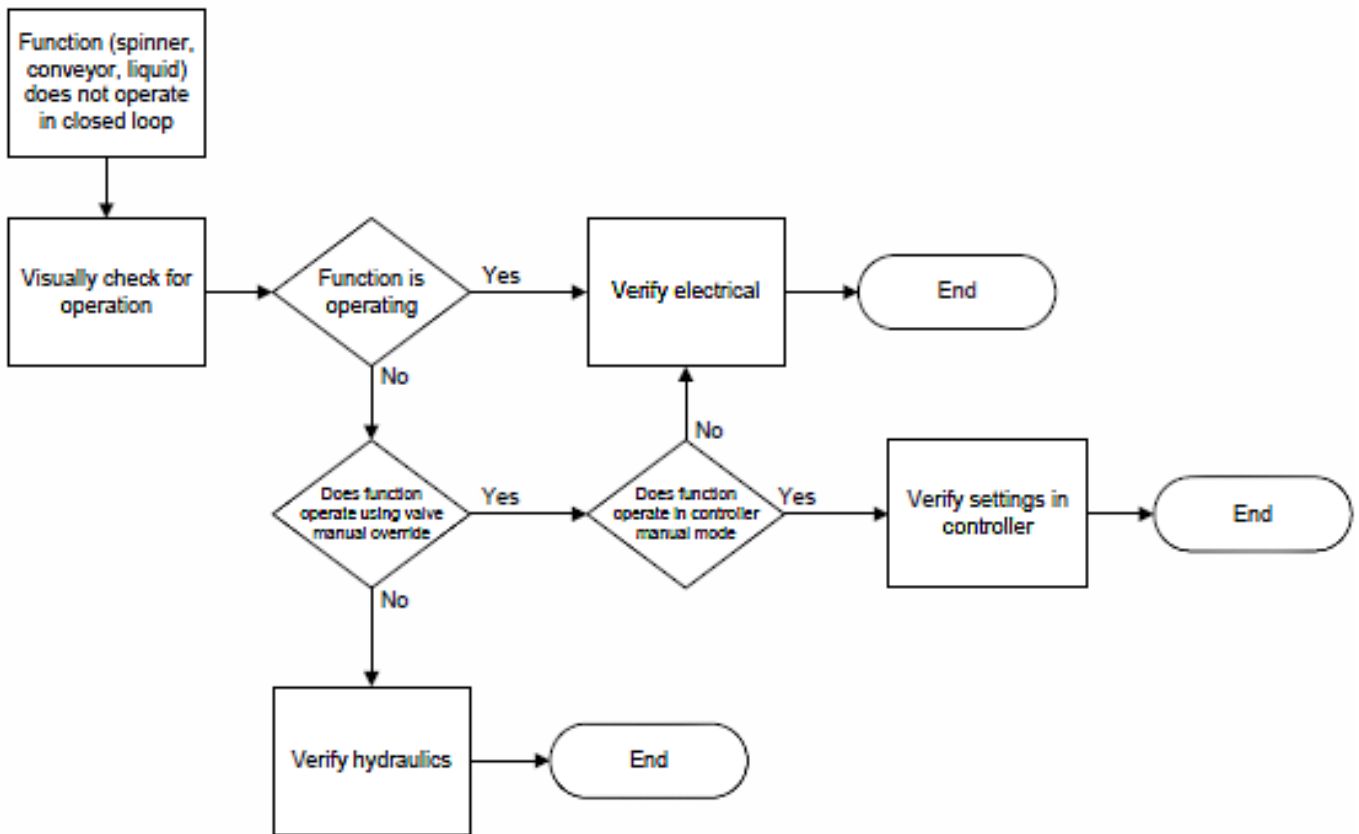 Function (spinner,
conveyor, liquid)
does not operate
in closed loop
Visually check for
operation
Function is
operating
Yes
Verify electrical
End
No
No
Does function
operate using valve
manual override
Yes
Does function
operate in controller
manual mode
Yes
Verify settings in
controller
End
No
Verify hydraulics
End